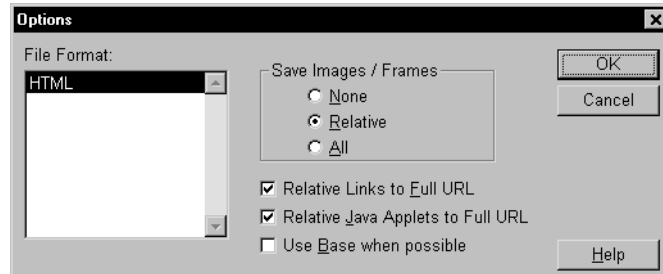 Options
File Format:
HTML
Save Images / Frames
None
Relative
All
Relative Links to Full URL
Relative Java Applets to Full URL
Use Base when possible
OK
Cancel
Help